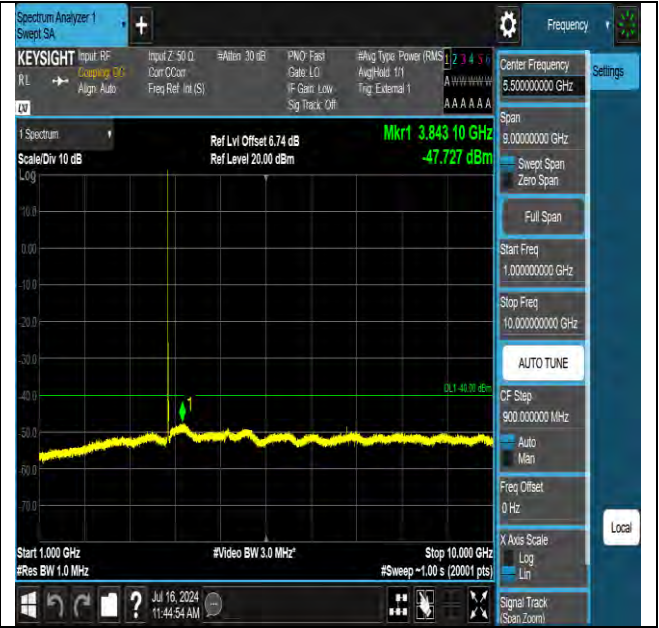 Spectrum Analyzer 1
Swept SA
Frequency
KEYSIGHT
RL
Input: RF
Coupling: DC
Align: Auto
Input Z: 50 Ω
Corr CCorr
Freq Ref: Int (S)
#Atten: 30 dB
PNO: Fast
Gate: LO
IF Gain: Low
Sig Track: Off
#Avg Type: Power (RMS
Avg|Hold: 1/1
Trig: External 1
1 2 3 4 5 6
A W W W W W
A A A A A A
LW
1 Spectrum
Scale/Div 10 dB
Log
Ref Lvl Offset 6.74 dB
Ref Level 20.00 dBm
Mkr1 3.843 10 GHz
-47.727 dBm
10.0
0.00
-10.0
-20.0
-30.0
-40.0
-50.0
-60.0
-70.0
1
Start 1.000 GHz
#Res BW 1.0 MHz
#Video BW 3.0 MHz*
Stop 10.000 GHz
#Sweep ~1.00 s (20001 pts)
Jul 16, 2024
11:44:54 AM
Center Frequency
5.500000000 GHz
Settings
Span
9.00000000 GHz
Swept Span
Zero Span
Full Span
Start Freq
1.000000000 GHz
Stop Freq
10.000000000 GHz
AUTO TUNE
CF Step
900.000000 MHz
Auto
Man
Freq Offset
0 Hz
X Axis Scale
Log
Lin
Local
Signal Track
(Span Zoom)